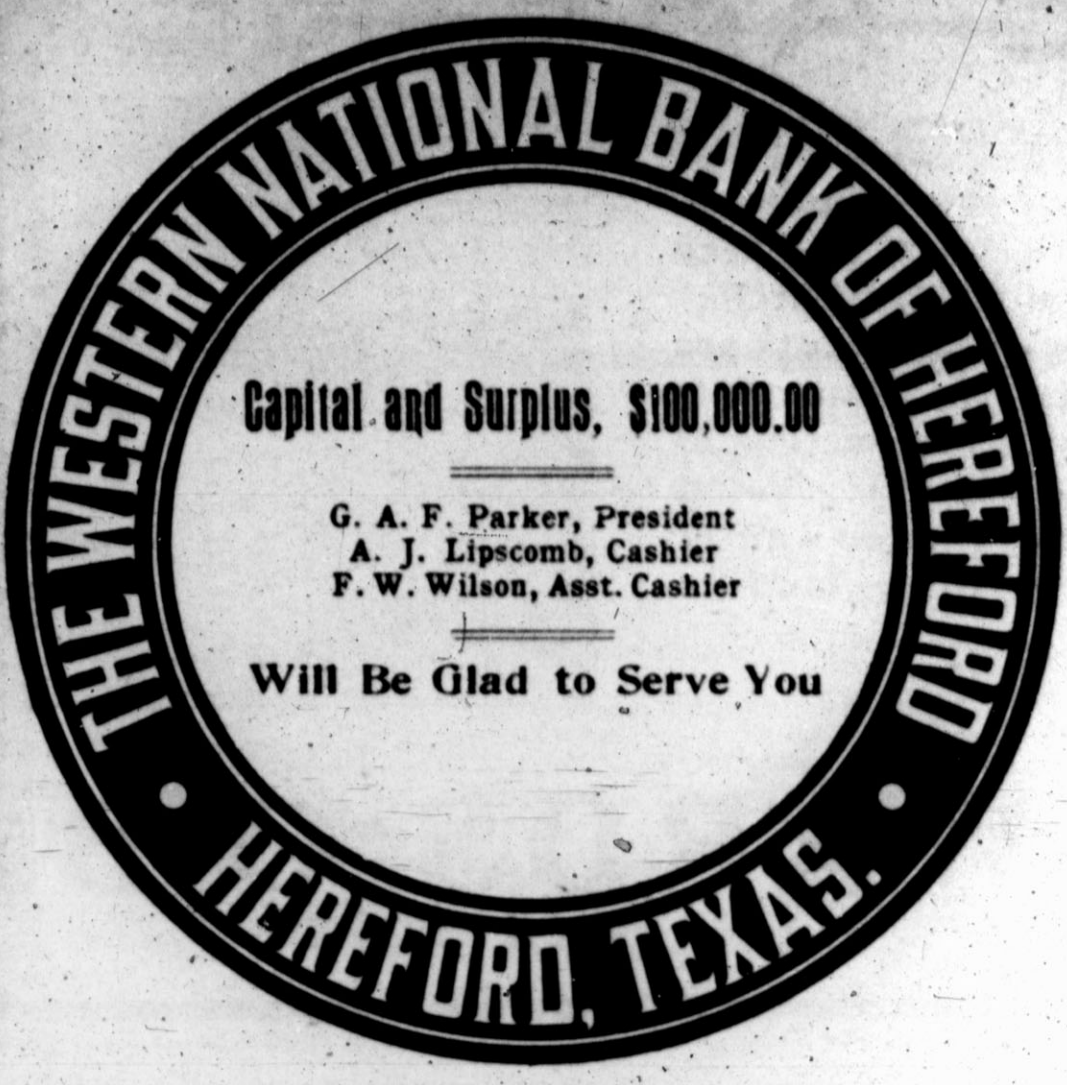 THE WESTERN NATIONAL BANK OF HEREFORD
Capital and Surplus, $100,000.00
G. A. F. Parker, President
A. J. Lipscomb, Cashier
F. W. Wilson, Asst. Cashier
Will Be Glad to Serve You
HEREFORD, TEXAS.